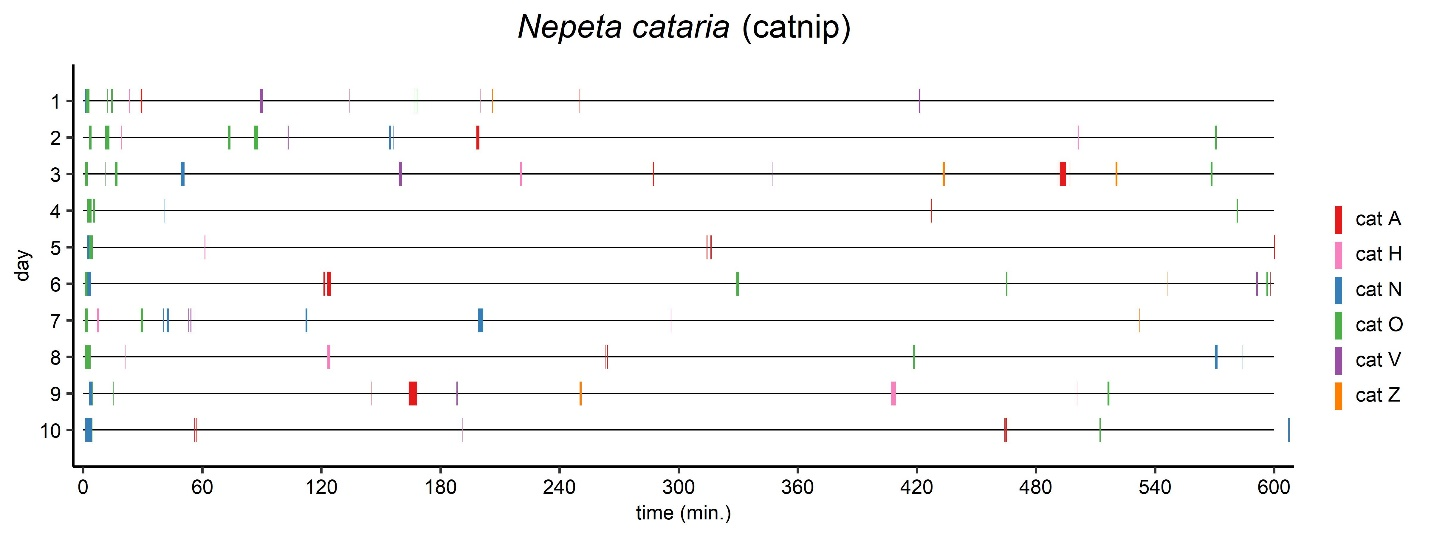 Nepeta cataria (catnip)
day
1
2
3
4
5
6
7
8
9
10
0 60 120 180 240 300 360 420 480 540 600
time (min.)
cat A
cat H
cat N
cat O
cat V
cat Z